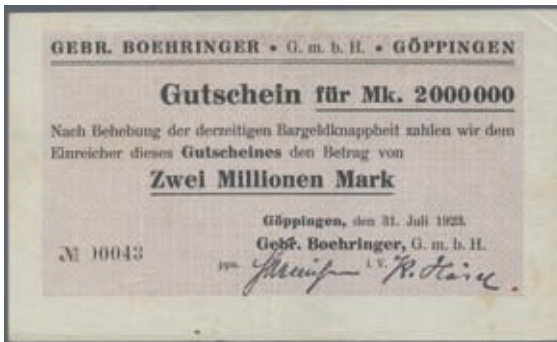 GEBR. BOEHRINGER • G. m. b. H. • GÖPPINGEN
Gutschein für Mk. 2000000
Nach Behebung der derzeitigen Bargeldknappheit zahlen wir dem
Einreicher dieses Gutscheines den Betrag von
Zwei Millionen Mark
Göppingen, den 31. Juli 1923.
Gebr. Boehringer, G. m. b. H.
№ 00043
ppa. i. V.